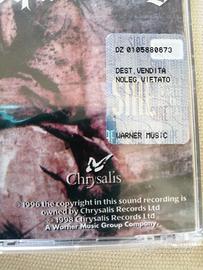 DZ 0105880673
DEST. VENDITA
NOLEG. VIETATO
WARNER MUSIC
Chrysalis
℗1996 the copyright in this sound recording is
owned by Chrysalis Records Ltd
©1998 Chrysalis Records Ltd
A Warner Music Group Company.